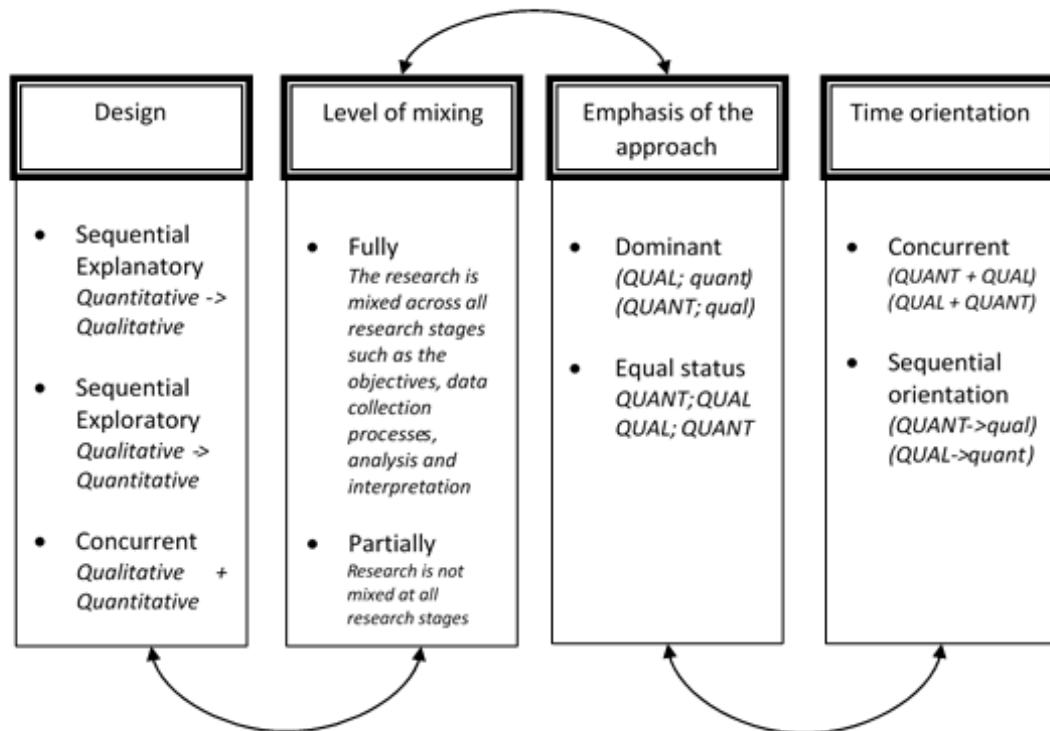 Design
• Sequential
Explanatory
Quantitative ->
Qualitative
• Sequential
Exploratory
Qualitative ->
Quantitative
• Concurrent
Qualitative +
Quantitative
Level of mixing
• Fully
The research is
mixed across all
research stages
such as the
objectives, data
collection
processes,
analysis and
interpretation
• Partially
Research is not
mixed at all
research stages
Emphasis of the
approach
• Dominant
(QUAL; quant)
(QUANT; qual)
• Equal status
QUANT; QUAL
QUAL; QUANT
Time orientation
• Concurrent
(QUANT + QUAL)
(QUAL + QUANT)
• Sequential
orientation
(QUANT->qual)
(QUAL->quant)